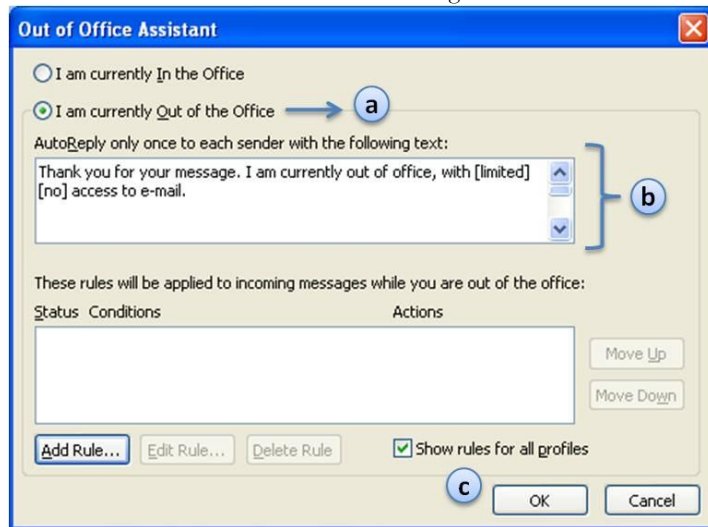 Out of Office Assistant
I am currently In the Office
I am currently Out of the Office a
AutoReply only once to each sender with the following text:
Thank you for your message. I am currently out of office, with [limited]
[no] access to e-mail.
b
These rules will be applied to incoming messages while you are out of the office:
Status Conditions Actions
Move Up
Move Down
Add Rule... Edit Rule... Delete Rule Show rules for all profiles
c OK Cancel